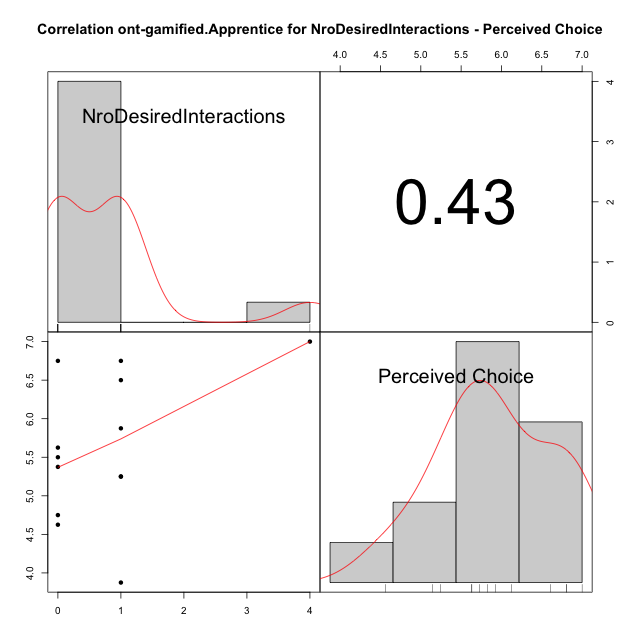 Correlation ont-gamified.Apprentice for NroDesiredInteractions - Perceived Choice
4.0 4.5 5.0 5.5 6.0 6.5 7.0
NroDesiredInteractions
0.43
4
3
2
1
0
7.0
6.5
6.0
5.5
5.0
4.5
4.0
Perceived Choice
0 1 2 3 4